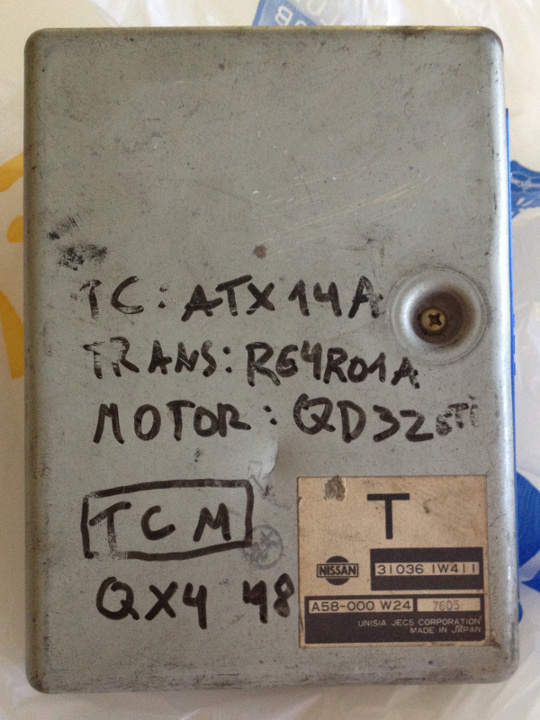 TC: ATX14A
TRANS: RG4R01A
MOTOR: QD32ETi
TCM
QX4 98
T
NISSAN 31036 1W411
A58-000 W24 7605
UNISIA JECS CORPORATION
MADE IN JAPAN